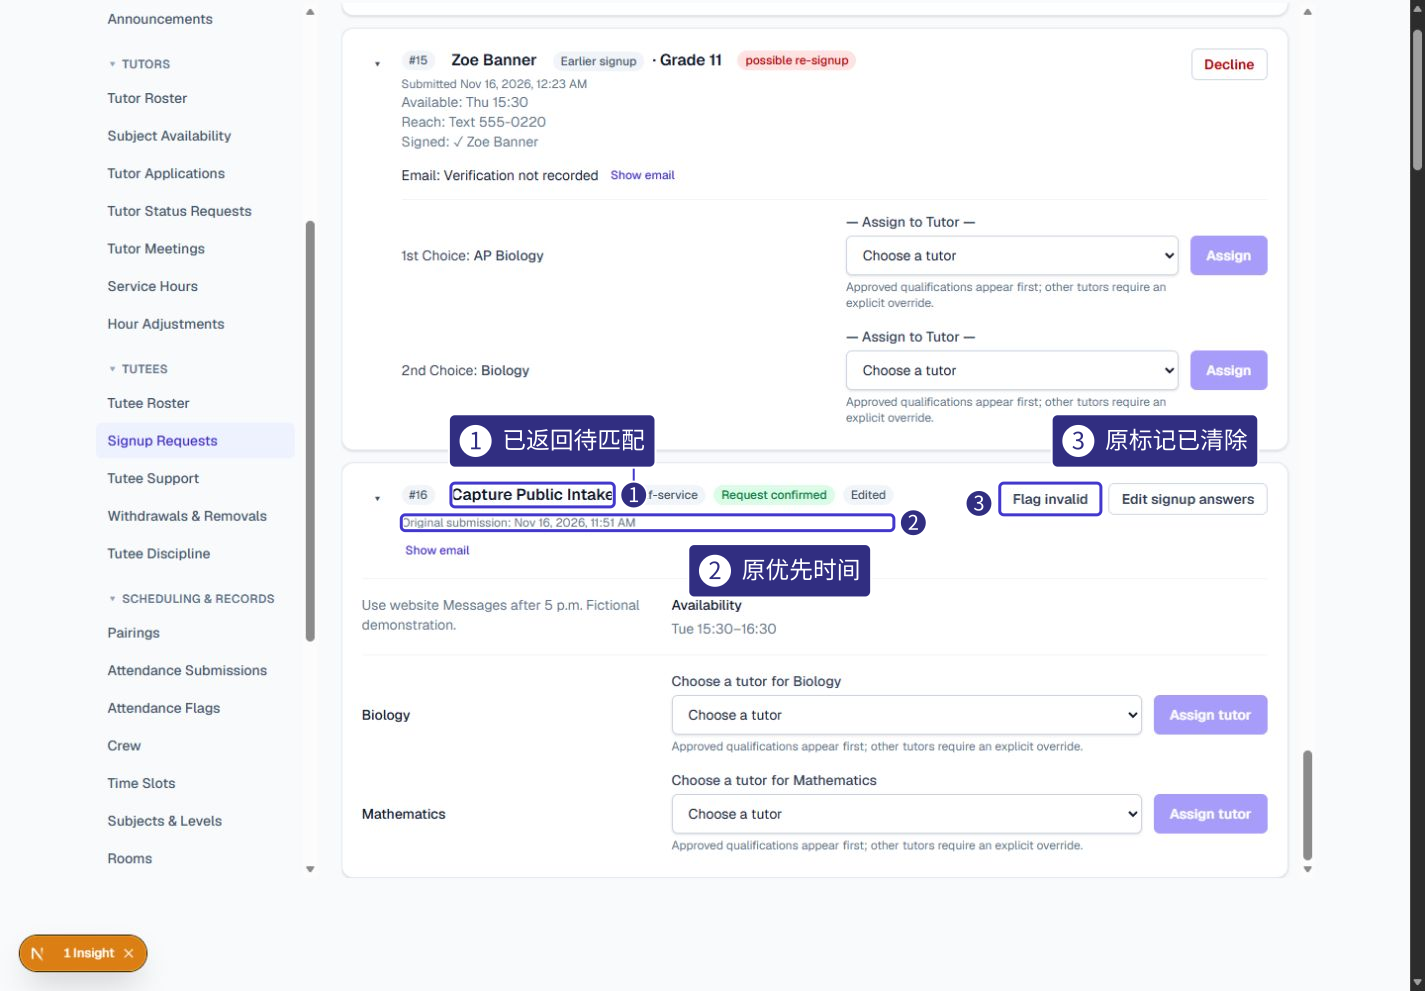 Announcements
TUTORS
Tutor Roster
Subject Availability
Tutor Applications
Tutor Status Requests
Tutor Meetings
Service Hours
Hour Adjustments
TUTEES
Tutee Roster
Signup Requests
Tutee Support
Withdrawals & Removals
Tutee Discipline
SCHEDULING & RECORDS
Pairings
Attendance Submissions
Attendance Flags
Crew
Time Slots
Subjects & Levels
Rooms
1 Insight
#15 Zoe Banner Earlier signup · Grade 11 possible re-signup
Decline
Submitted Nov 16, 2026, 12:23 AM
Available: Thu 15:30
Reach: Text 555-0220
Signed: ✓ Zoe Banner
Email: Verification not recorded Show email
— Assign to Tutor —
1st Choice: AP Biology Choose a tutor Assign
Approved qualifications appear first; other tutors require an
explicit override.
— Assign to Tutor —
2nd Choice: Biology Choose a tutor Assign
Approved qualifications appear first; other tutors require an
explicit override.
1 已返回待匹配
3 原标记已清除
#16 Capture Public Intake 1 f-service Request confirmed Edited
3 Flag invalid Edit signup answers
Original submission: Nov 16, 2026, 11:51 AM 2
Show email
2 原优先时间
Use website Messages after 5 p.m. Fictional
demonstration.
Availability
Tue 15:30–16:30
Choose a tutor for Biology
Biology Choose a tutor Assign tutor
Approved qualifications appear first; other tutors require an explicit override.
Choose a tutor for Mathematics
Mathematics Choose a tutor Assign tutor
Approved qualifications appear first; other tutors require an explicit override.